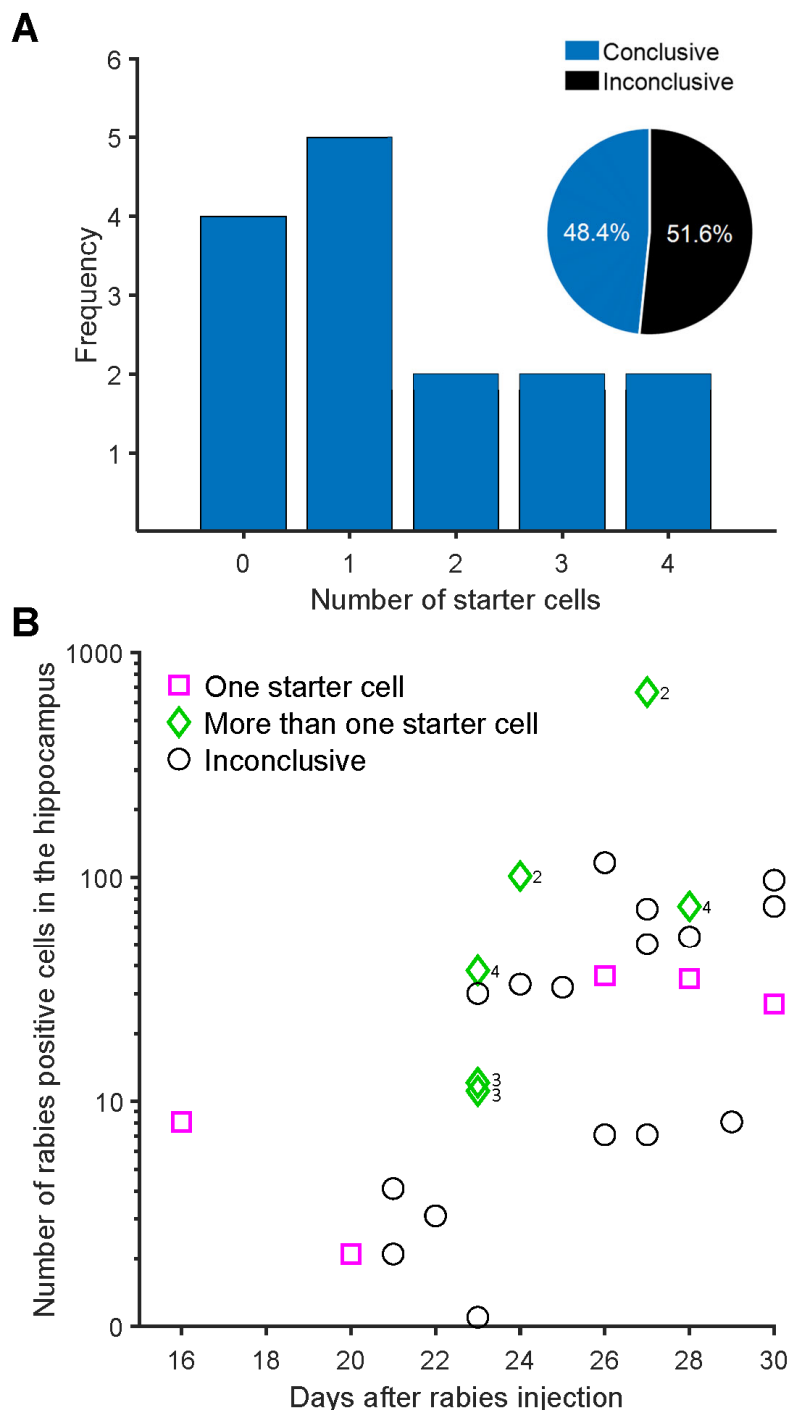 A
Conclusive
Inconclusive
48.4%
51.6%
6
5
4
3
2
1
Frequency
0 1 2 3 4
Number of starter cells
B
1000
100
10
0
Number of rabies positive cells in the hippocampus
One starter cell
More than one starter cell
Inconclusive
2
2
4
4
3
3
16 18 20 22 24 26 28 30
Days after rabies injection